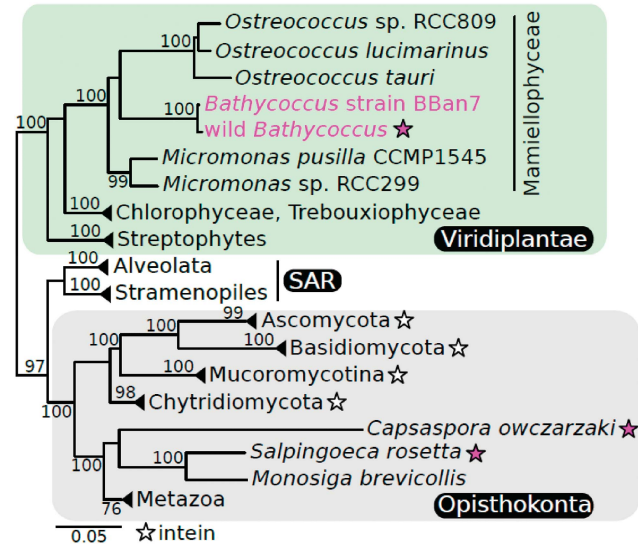 Ostreococcus sp. RCC809
100
Ostreococcus lucimarinus
Ostreococcus tauri
100
Bathycoccus strain BBan7
100
wild Bathycoccus
100
Micromonas pusilla CCMP1545
99
Micromonas sp. RCC299
Mamiellophyceae
100
Chlorophyceae, Trebouxiophyceae
100
Streptophytes
Viridiplantae
100
Alveolata
100
Stramenopiles
SAR
99
Ascomycota
100
100
100
Basidiomycota
97
100
Mucoromycotina
98
Chytridiomycota
100
Capsaspora owczarzaki
100
100
Salpingoeca rosetta
Monosiga brevicollis
76
Metazoa
Opisthokonta
0.05
intein